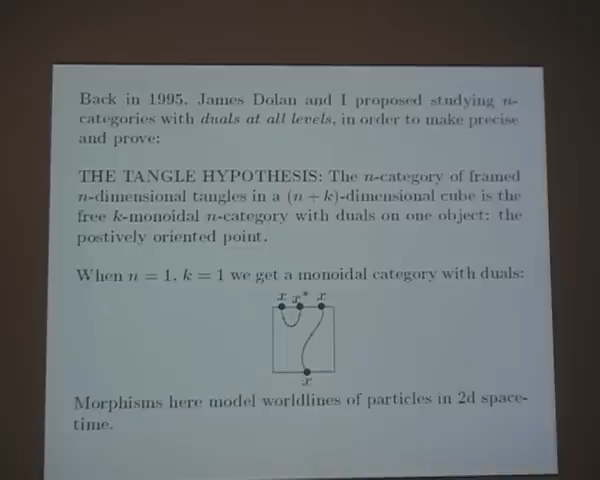 Back in 1995, James Dolan and I proposed studying n-
categories with duals at all levels, in order to make precise
and prove:
THE TANGLE HYPOTHESIS: The n-category of framed
n-dimensional tangles in a (n + k)-dimensional cube is the
free k-monoidal n-category with duals on one object: the
postively oriented point.
When n = 1, k = 1 we get a monoidal category with duals:
x x* x
x
Morphisms here model worldlines of particles in 2d space-
time.